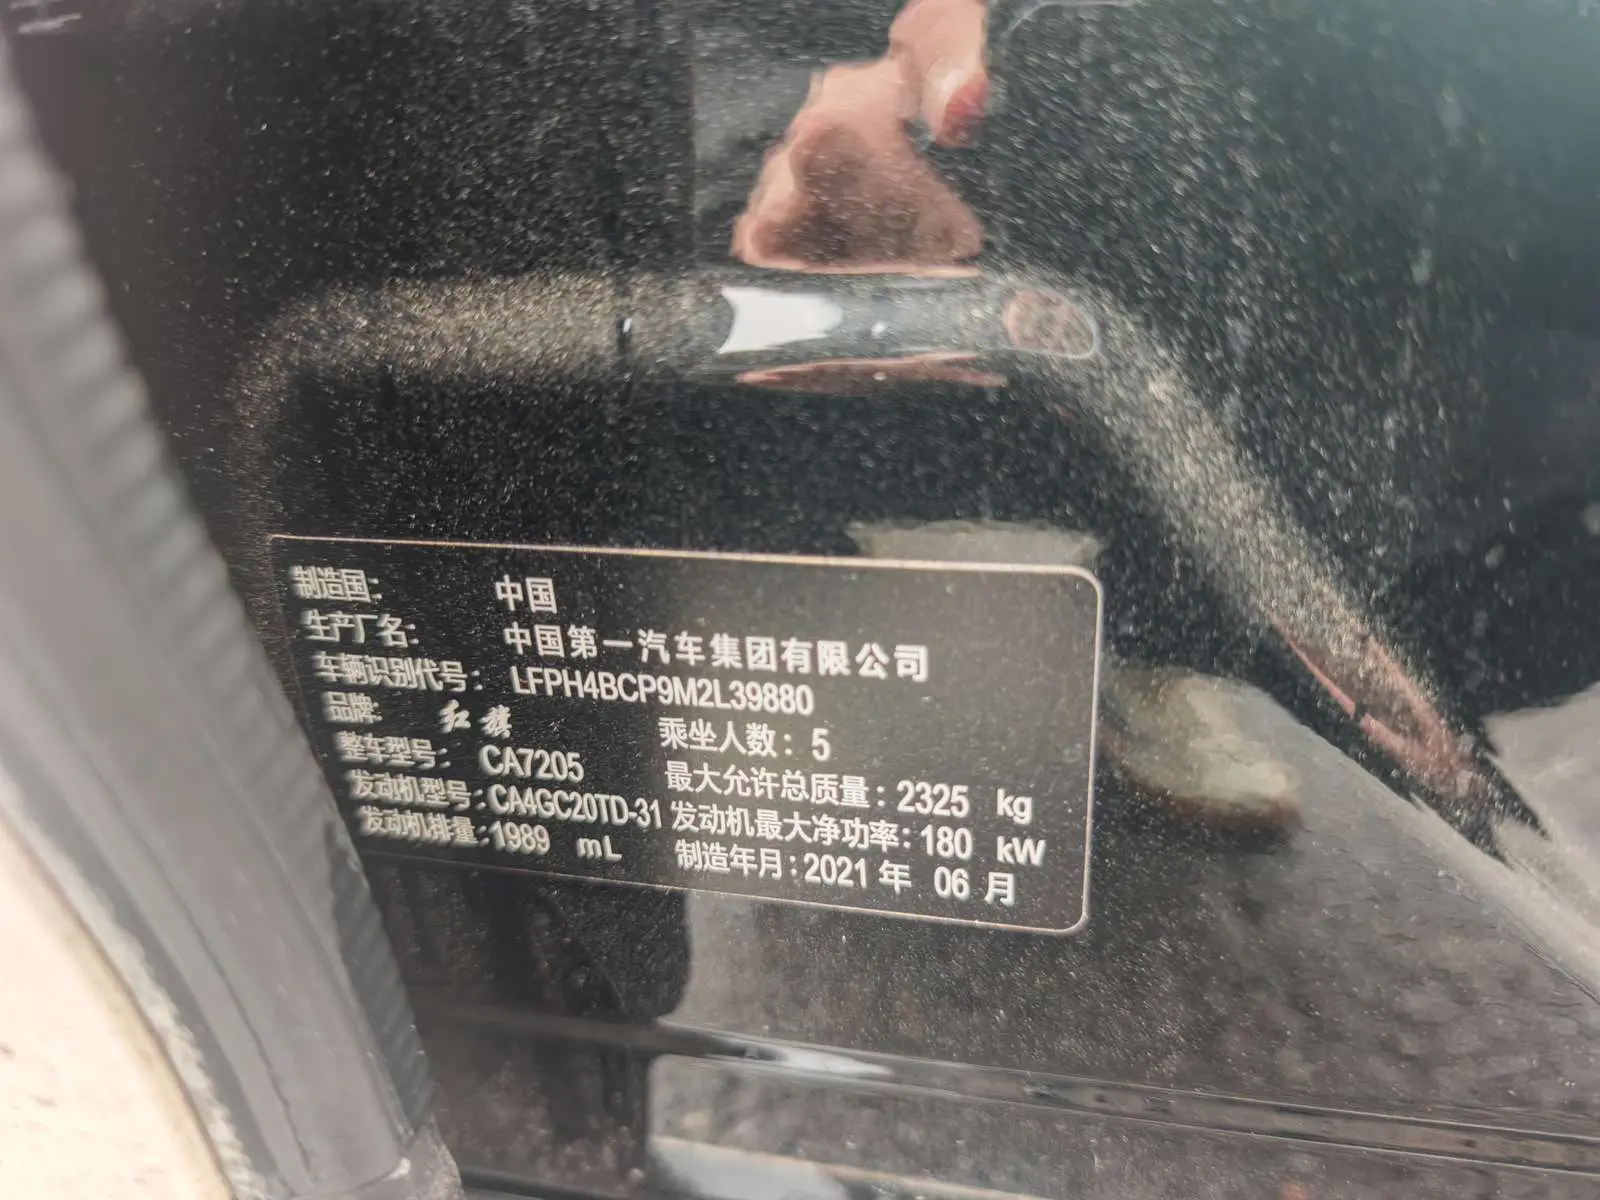 制造国： 中国
生产厂名： 中国第一汽车集团有限公司
车辆识别代号： LFPH4BCP9M2L39880
品牌： 红旗 乘坐人数： 5
整车型号： CA7205 最大允许总质量： 2325 kg
发动机型号： CA4GC20TD-31 发动机最大净功率： 180 kW
发动机排量： 1989 mL 制造年月： 2021 年 06 月